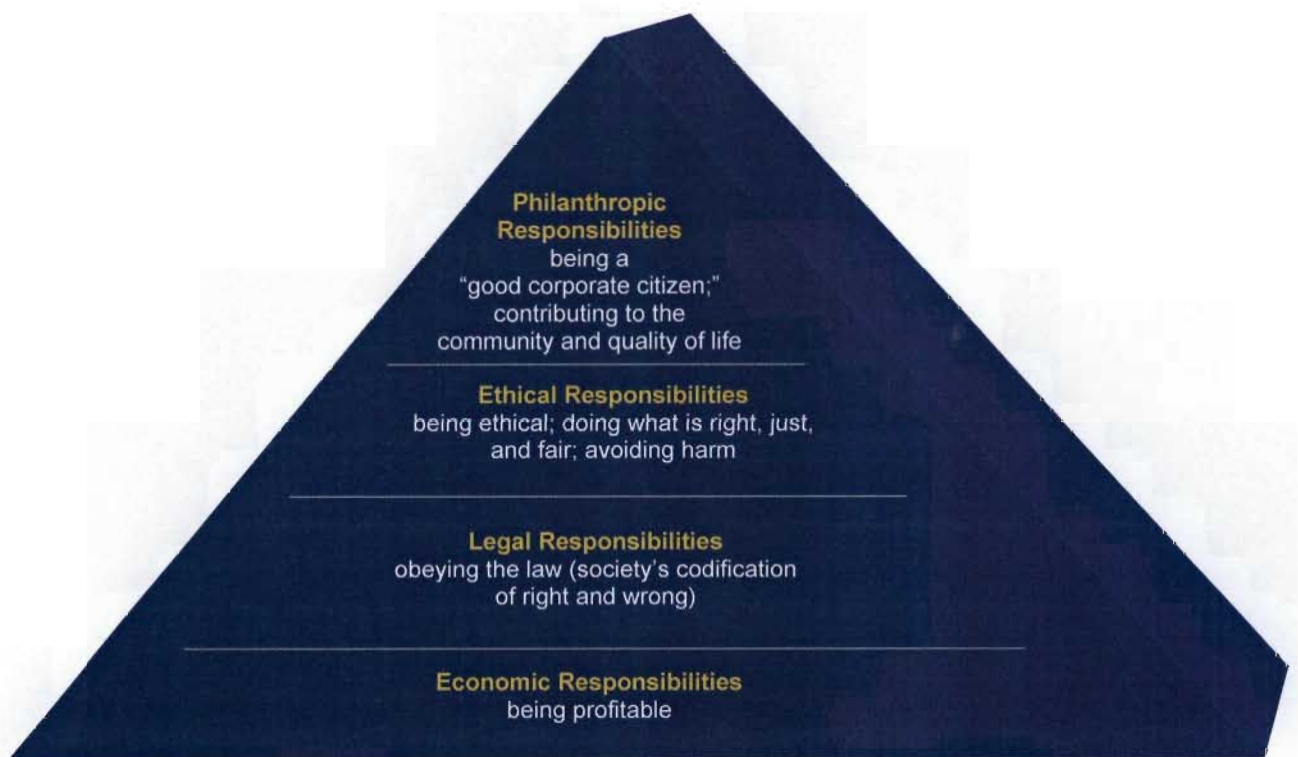 Philanthropic
Responsibilities
being a
“good corporate citizen;”
contributing to the
community and quality of life
Ethical Responsibilities
being ethical; doing what is right, just,
and fair; avoiding harm
Legal Responsibilities
obeying the law (society’s codification
of right and wrong)
Economic Responsibilities
being profitable